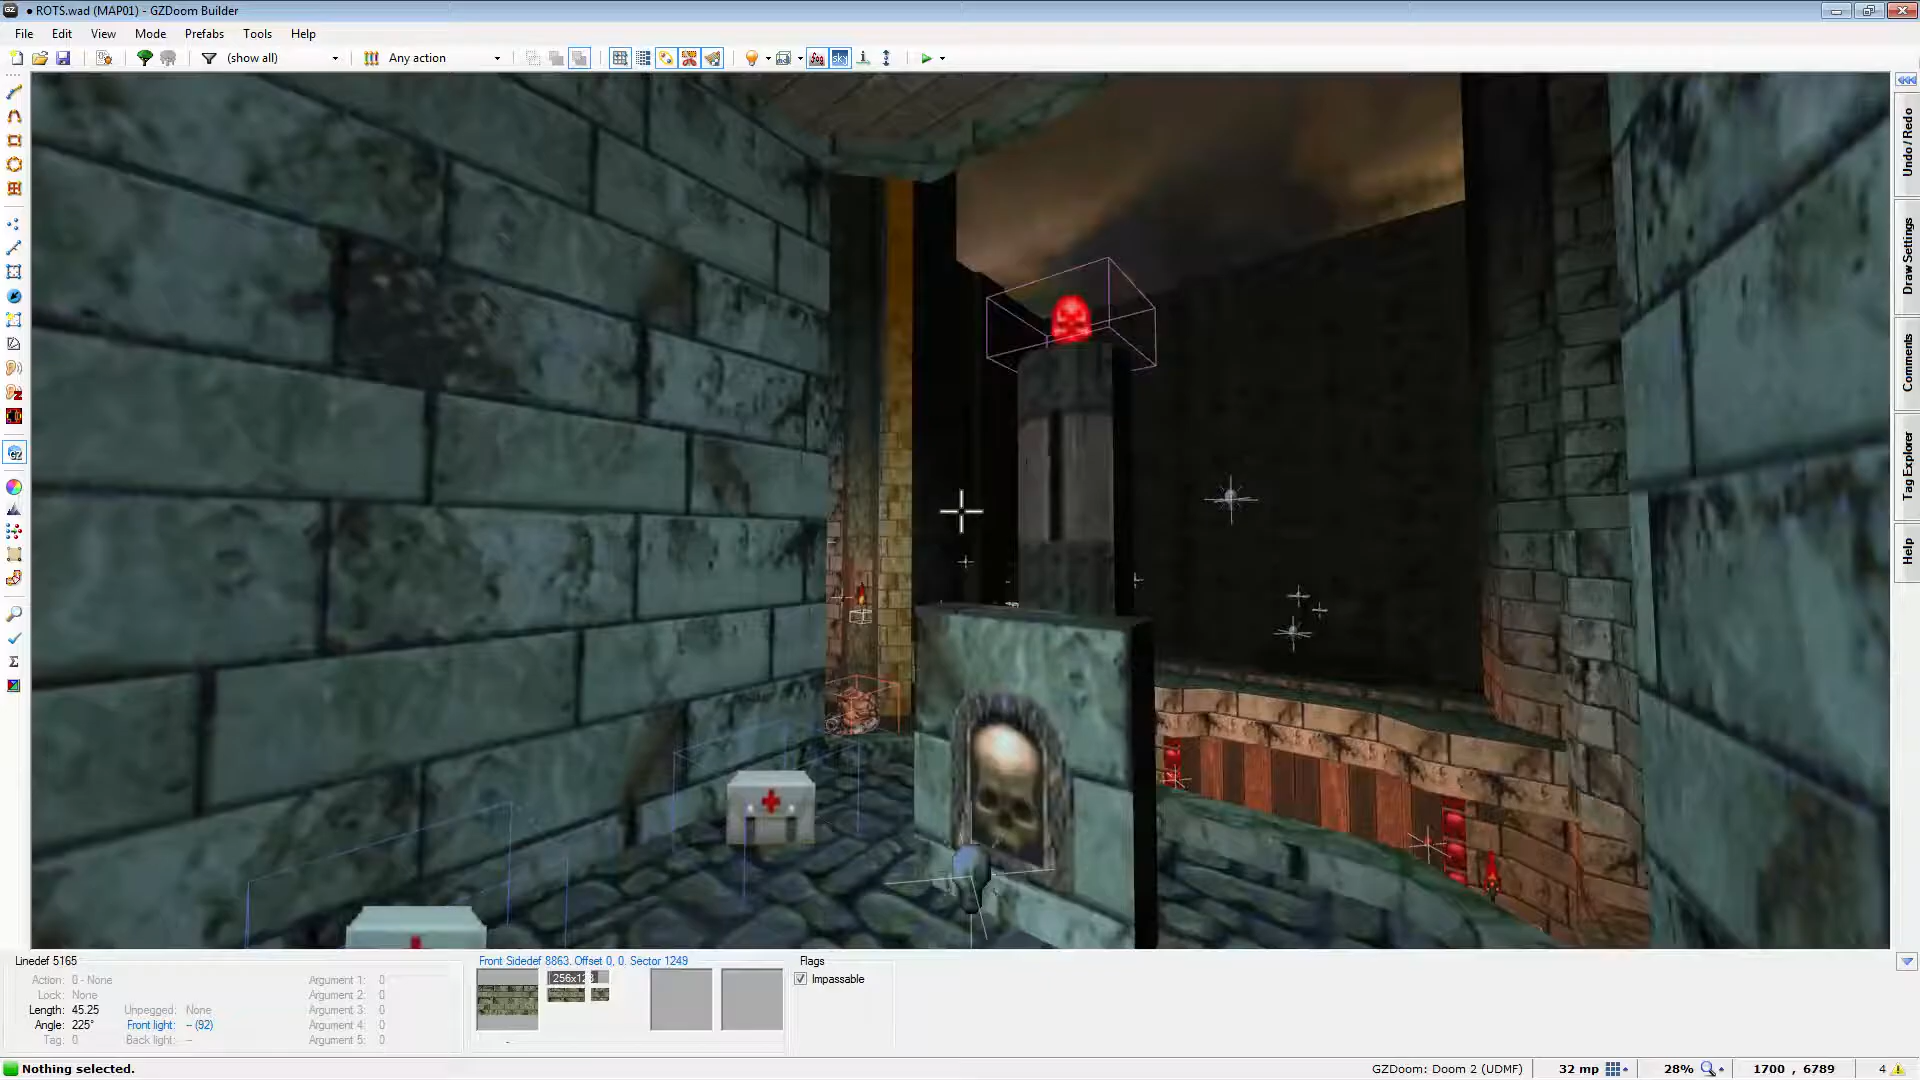 ROTS.wad (MAP01) - GZDoom Builder
File Edit View Mode Prefabs Tools Help
(show all) Any action
Undo/Redo
Draw Settings
Comments
Tag Explorer
Help
Linedef 5165
Action: 0 - None
Lock: None
Length: 45.25
Angle: 225°
Tag: 0
Unpegged: None
Front light: -- (92)
Back light: --
Argument 1: 0
Argument 2: 0
Argument 3: 0
Argument 4: 0
Argument 5: 0
Front Sidedef 8863. Offset 0, 0. Sector 1249
Flags
Impassable
Nothing selected.
GZDoom: Doom 2 (UDMF) 32 mp 28% 1700 , 6789 4